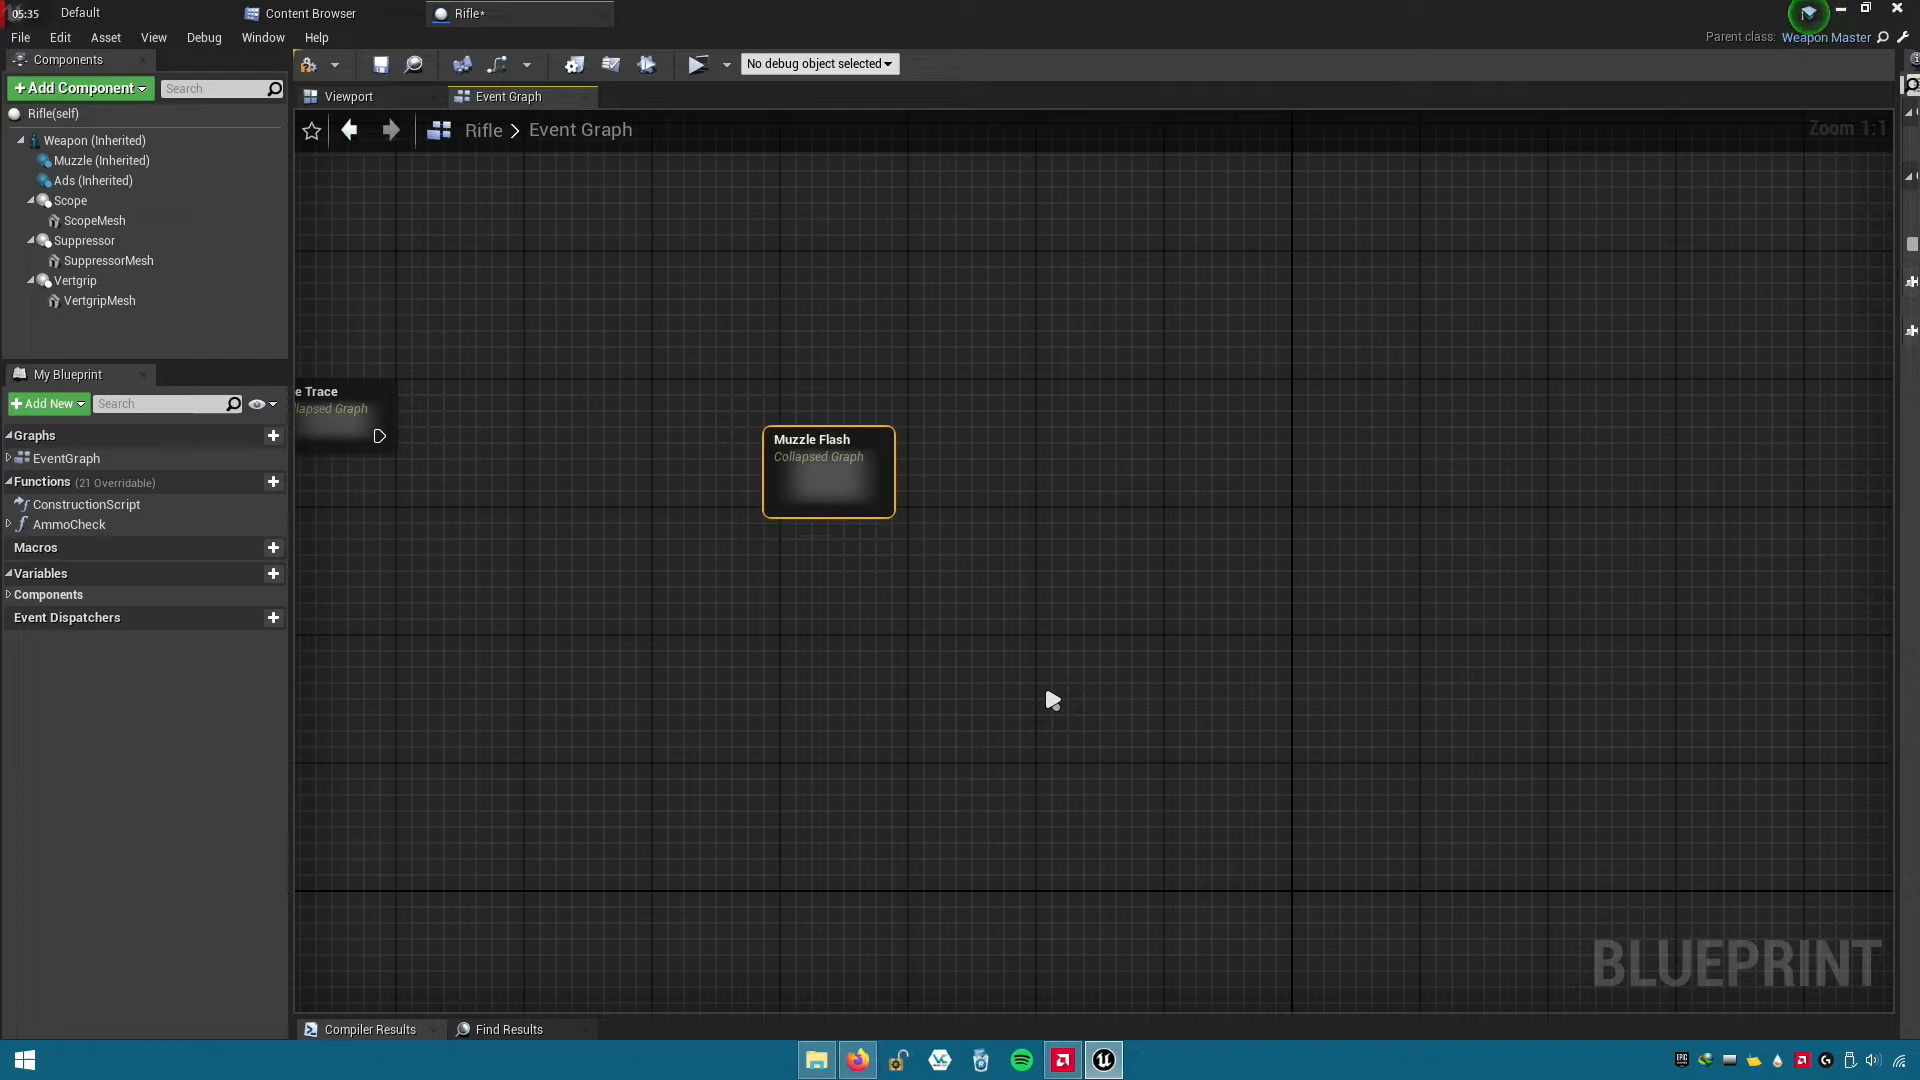 05:35
Default
Content Browser
Rifle*
File Edit Asset View Debug Window Help
Parent class: Weapon Master
Components
+ Add Component
Search
No debug object selected
Rifle(self)
Viewport
Event Graph
Weapon (Inherited)
Muzzle (Inherited)
Ads (Inherited)
Scope
ScopeMesh
Suppressor
SuppressorMesh
Vertgrip
VertgripMesh
Rifle > Event Graph
Zoom 1:1
My Blueprint
+ Add New
Search
Graphs
EventGraph
Functions (21 Overridable)
ConstructionScript
AmmoCheck
Macros
Variables
Components
Event Dispatchers
e Trace
lapsed Graph
Muzzle Flash
Collapsed Graph
BLUEPRINT
Compiler Results
Find Results